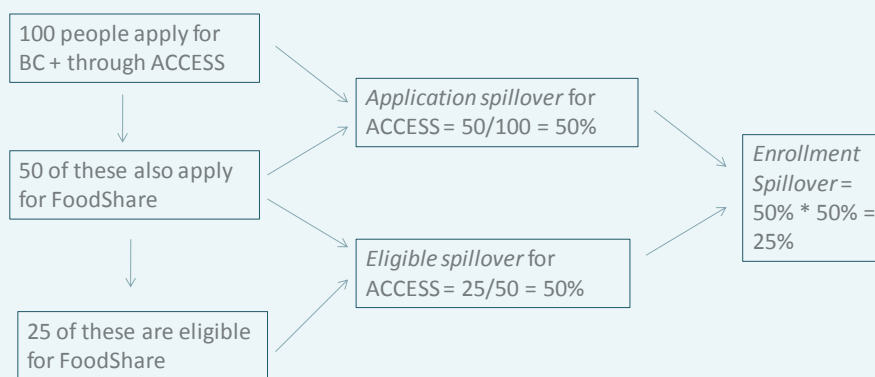 100 people apply for
BC + through ACCESS
50 of these also apply
for FoodShare
25 of these are eligible
for FoodShare
Application spillover for
ACCESS = 50/100 = 50%
Eligible spillover for
ACCESS = 25/50 = 50%
Enrollment
Spillover =
50% * 50% =
25%